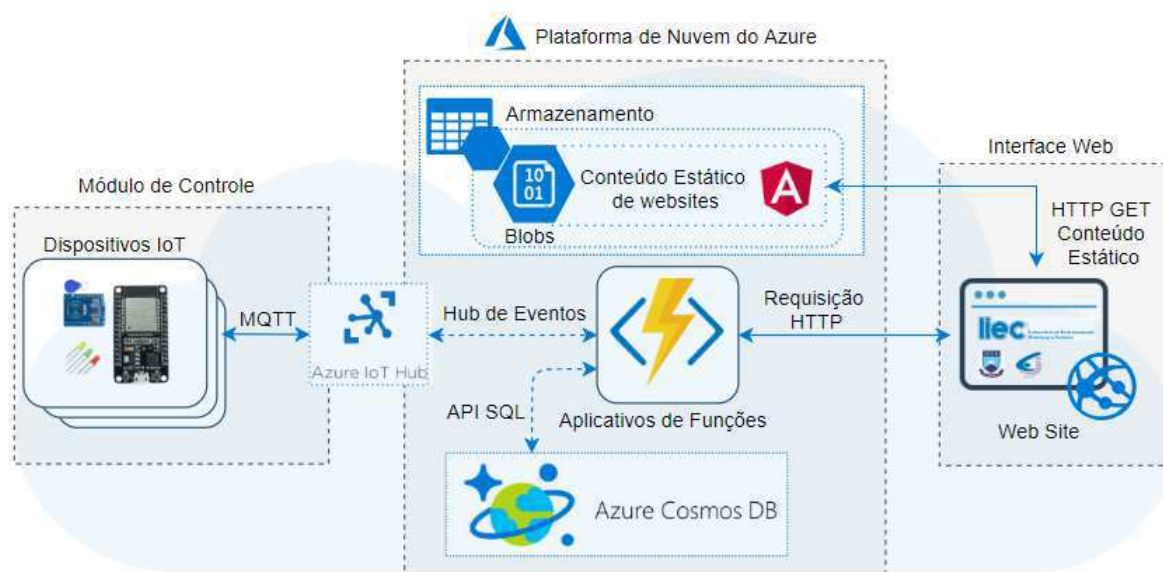 Plataforma de Nuvem do Azure
Armazenamento
10
01
Conteúdo Estático
de websites
A
Blobs
Interface Web
HTTP GET
Conteúdo
Estático
Módulo de Controle
Dispositivos IoT
MQTT
Azure IoT Hub
Hub de Eventos
Requisição
HTTP
API SQL
Aplicativos de Funções
liec
Web Site
Azure Cosmos DB